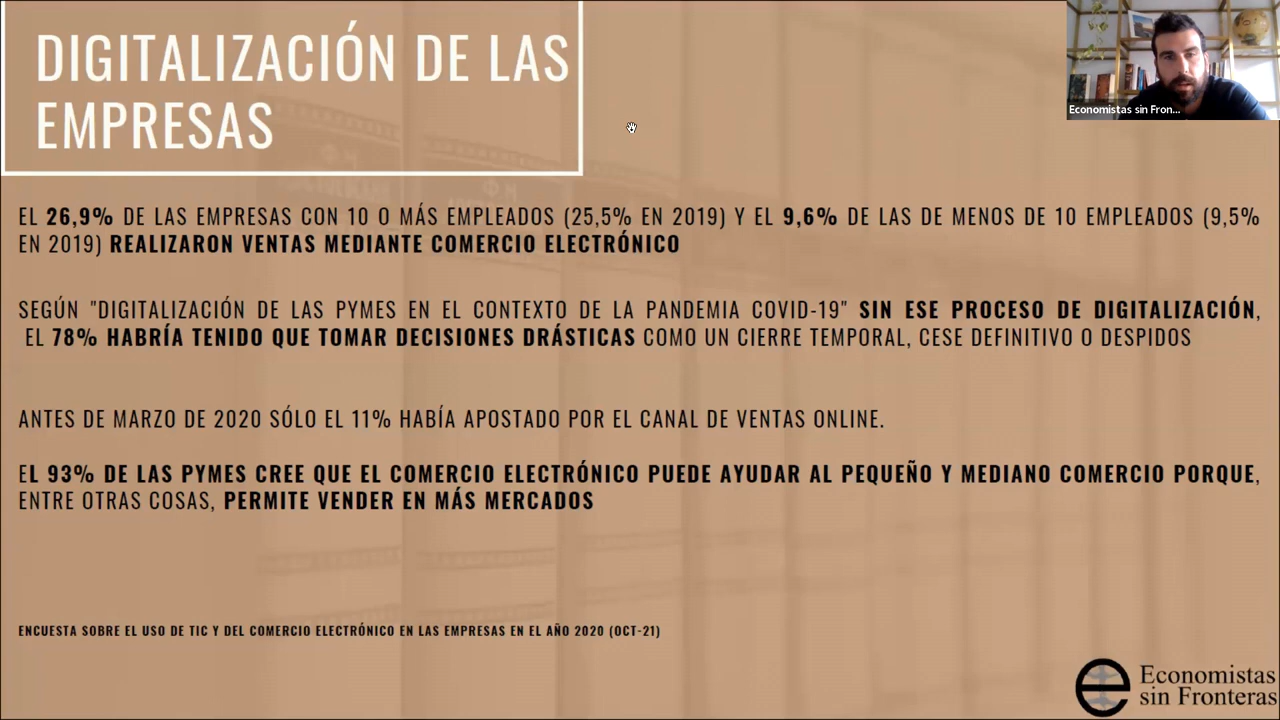 DIGITALIZACIÓN DE LAS
EMPRESAS
Economistas sin Fron...
EL 26,9% DE LAS EMPRESAS CON 10 O MÁS EMPLEADOS (25,5% EN 2019) Y EL 9,6% DE LAS DE MENOS DE 10 EMPLEADOS (9,5%
EN 2019) REALIZARON VENTAS MEDIANTE COMERCIO ELECTRÓNICO
SEGÚN "DIGITALIZACIÓN DE LAS PYMES EN EL CONTEXTO DE LA PANDEMIA COVID-19" SIN ESE PROCESO DE DIGITALIZACIÓN,
EL 78% HABRÍA TENIDO QUE TOMAR DECISIONES DRÁSTICAS COMO UN CIERRE TEMPORAL, CESE DEFINITIVO O DESPIDOS
ANTES DE MARZO DE 2020 SÓLO EL 11% HABÍA APOSTADO POR EL CANAL DE VENTAS ONLINE.
EL 93% DE LAS PYMES CREE QUE EL COMERCIO ELECTRÓNICO PUEDE AYUDAR AL PEQUEÑO Y MEDIANO COMERCIO PORQUE,
ENTRE OTRAS COSAS, PERMITE VENDER EN MÁS MERCADOS
ENCUESTA SOBRE EL USO DE TIC Y DEL COMERCIO ELECTRÓNICO EN LAS EMPRESAS EN EL AÑO 2020 (OCT-21)
Economistas
sin Fronteras